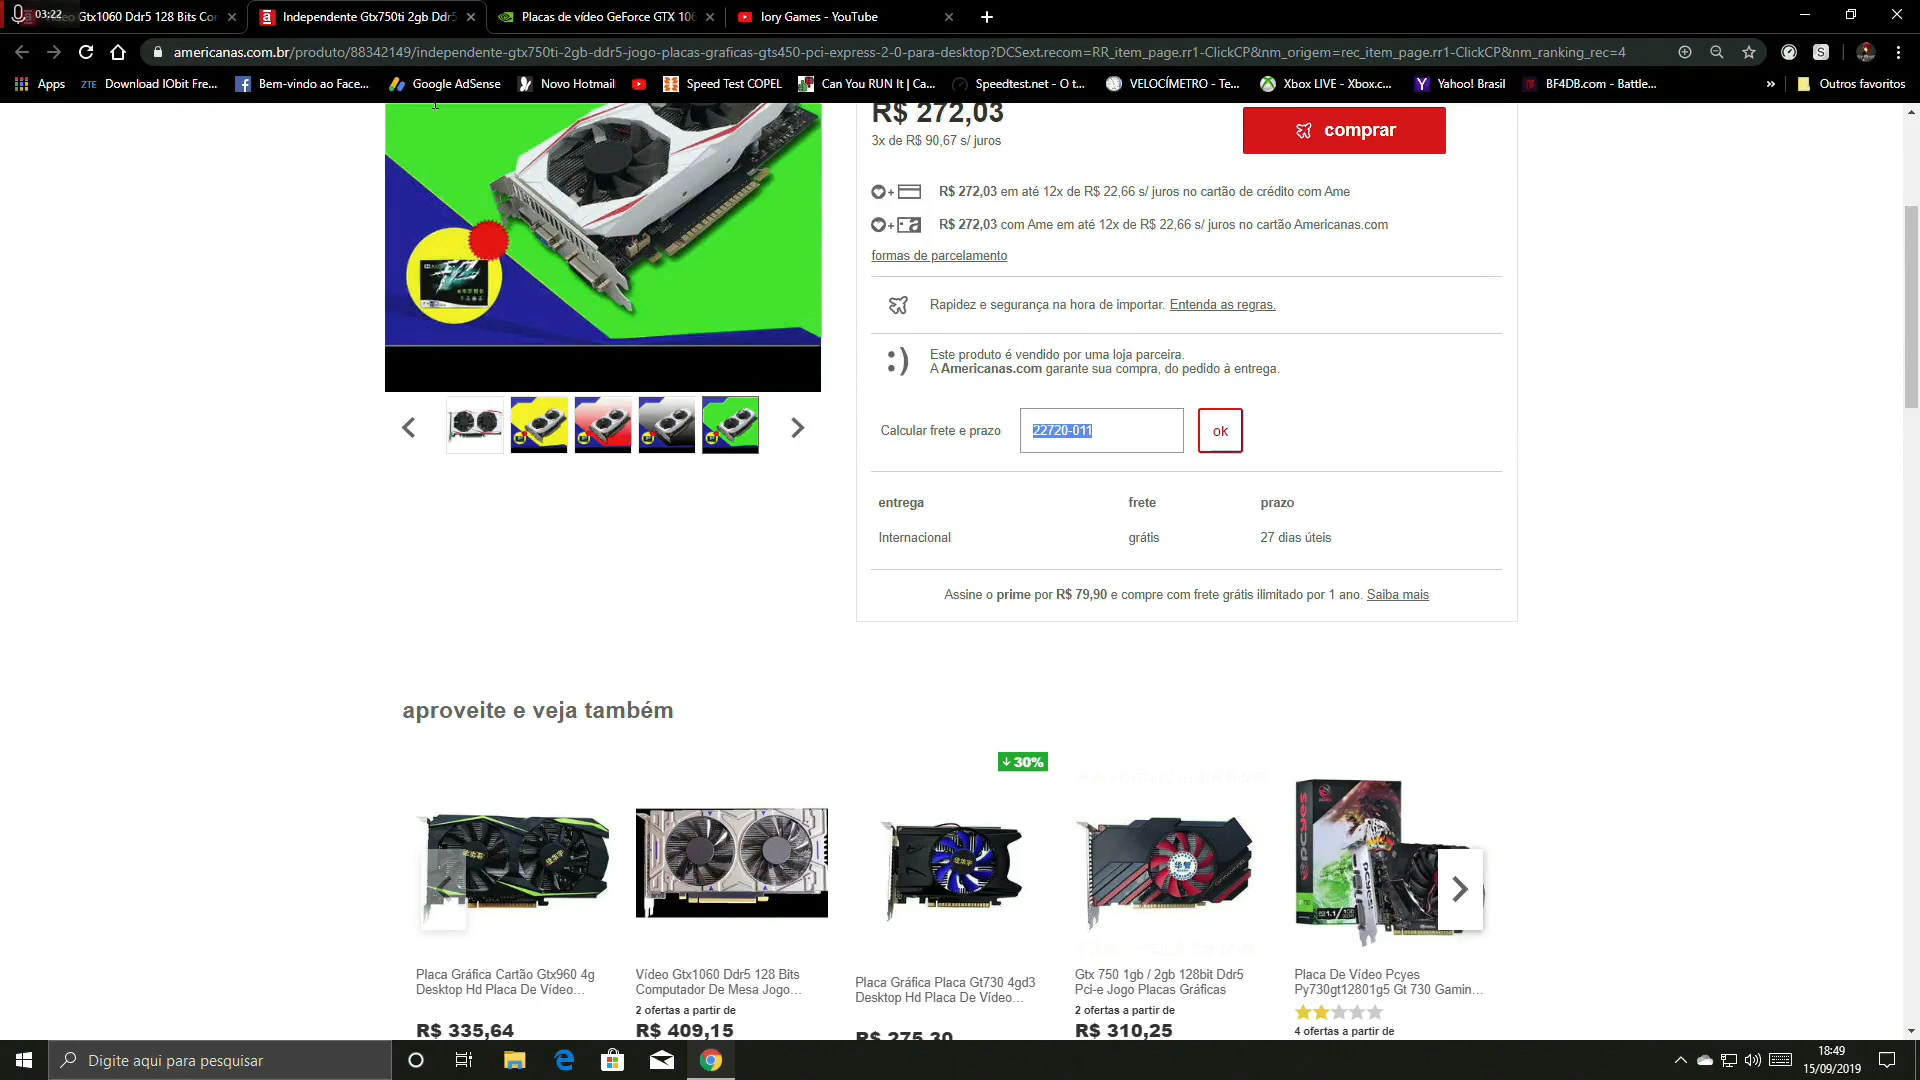 03:22
Gtx1060 Ddr5 128 Bits Co
Independente Gtx750ti 2gb Ddr5
Placas de vídeo GeForce GTX 106
Iory Games - YouTube
americanas.com.br/produto/88342149/independente-gtx750ti-2gb-ddr5-jogo-placas-graficas-gts450-pci-express-2-0-para-desktop?DCSext.recom=RR_item_page.rr1-ClickCP&nm_origem=rec_item_page.rr1-ClickCP&nm_ranking_rec=4
Apps
ZTE
Download IObit Fre...
Bem-vindo ao Face...
Google AdSense
Novo Hotmail
Speed Test COPEL
Can You RUN It | Ca...
Speedtest.net - O t...
VELOCÍMETRO - Te...
Xbox LIVE - Xbox.c...
Yahoo! Brasil
BF4DB.com - Battle...
»
Outros favoritos
R$ 272,03
3x de R$ 90,67 s/ juros
comprar
R$ 272,03 em até 12x de R$ 22,66 s/ juros no cartão de crédito com Ame
R$ 272,03 com Ame em até 12x de R$ 22,66 s/ juros no cartão Americanas.com
formas de parcelamento
Rapidez e segurança na hora de importar. Entenda as regras.
:)
Este produto é vendido por uma loja parceira.
A Americanas.com garante sua compra, do pedido à entrega.
Calcular frete e prazo
22720-011
ok
entrega frete prazo
Internacional grátis 27 dias úteis
Assine o prime por R$ 79,90 e compre com frete grátis ilimitado por 1 ano. Saiba mais
aproveite e veja também
30%
Placa Gráfica Cartão Gtx960 4g
Desktop Hd Placa De Vídeo...
R$ 335,64
Vídeo Gtx1060 Ddr5 128 Bits
Computador De Mesa Jogo...
2 ofertas a partir de
R$ 409,15
Placa Gráfica Placa Gt730 4gd3
Desktop Hd Placa De Vídeo...
R$ 275,30
Gtx 750 1gb / 2gb 128bit Ddr5
Pci-e Jogo Placas Gráficas
2 ofertas a partir de
R$ 310,25
PCYES
Placa De Vídeo Pcyes
Py730gt12801g5 Gt 730 Gamin...
4 ofertas a partir de
Digite aqui para pesquisar
18:49
15/09/2019